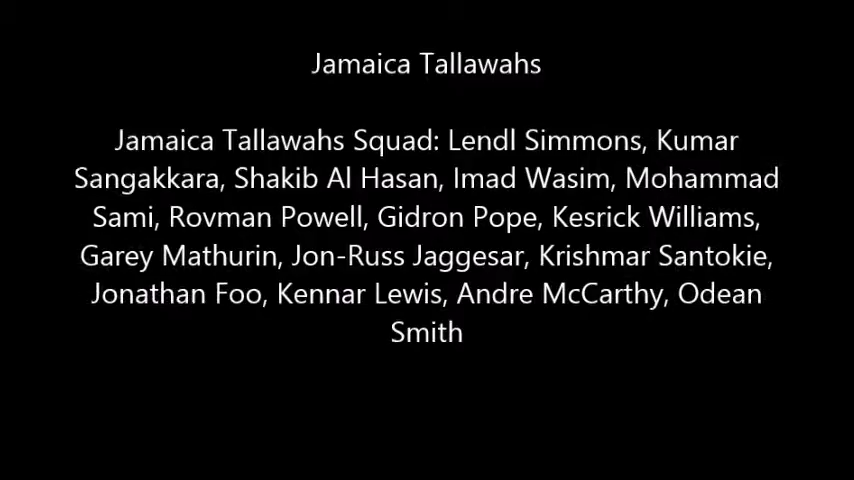 Jamaica Tallawahs
Jamaica Tallawahs Squad: Lendl Simmons, Kumar
Sangakkara, Shakib Al Hasan, Imad Wasim, Mohammad
Sami, Rovman Powell, Gidron Pope, Kesrick Williams,
Garey Mathurin, Jon-Russ Jaggesar, Krishmar Santokie,
Jonathan Foo, Kennar Lewis, Andre McCarthy, Odean
Smith